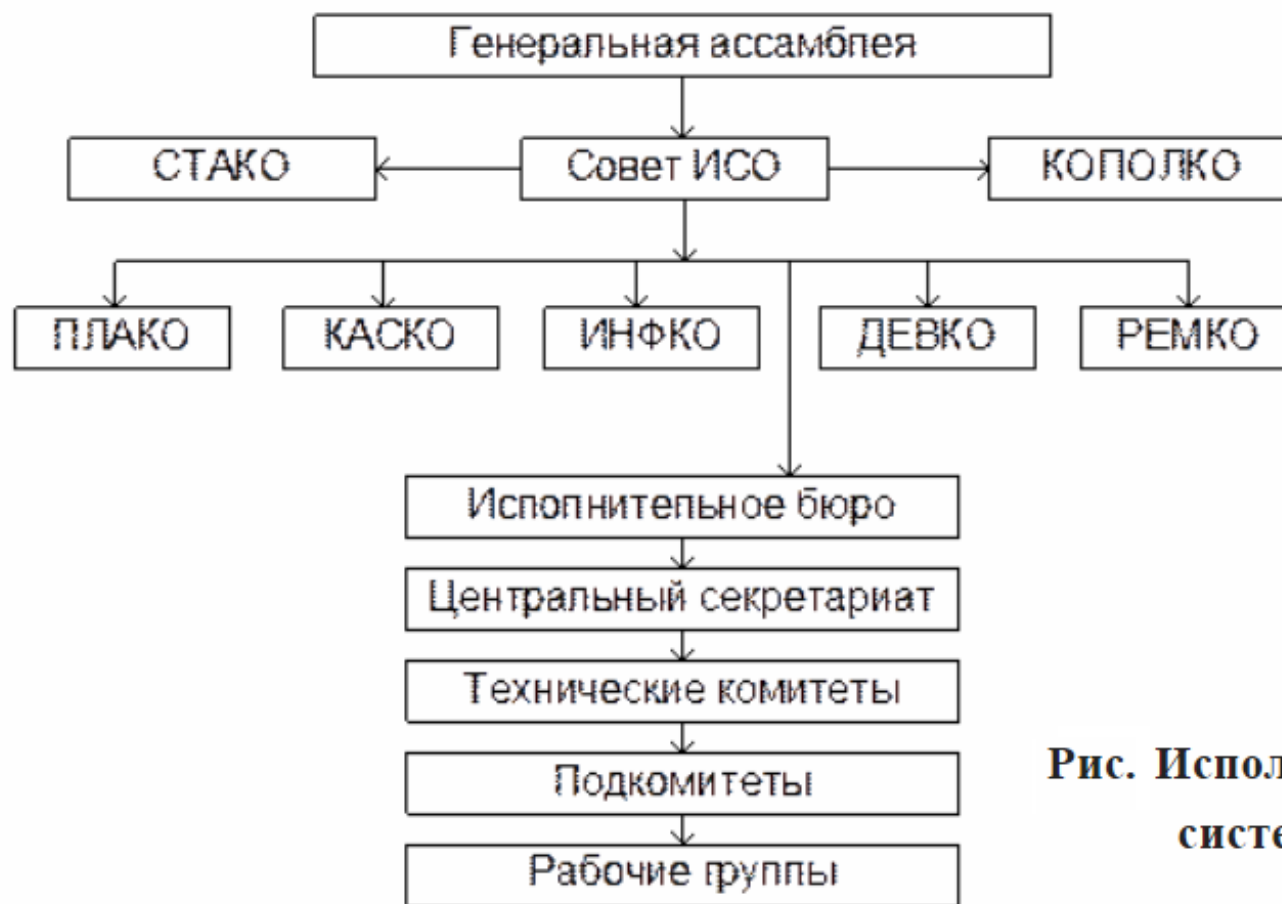 Генеральная ассамблея
СТАКО
Совет ИСО
КОПОЛКО
ПЛАКО
КАСКО
ИНФКО
ДЕВКО
РЕМКО
Исполнительное бюро
Центральный секретариат
Технические комитеты
Подкомитеты
Рабочие группы
Рис. Испол
систе